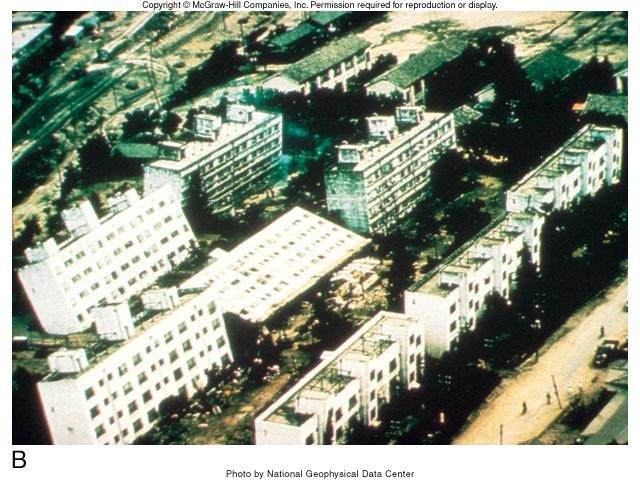 Copyright © McGraw-Hill Companies, Inc. Permission required for reproduction or display.
B
Photo by National Geophysical Data Center